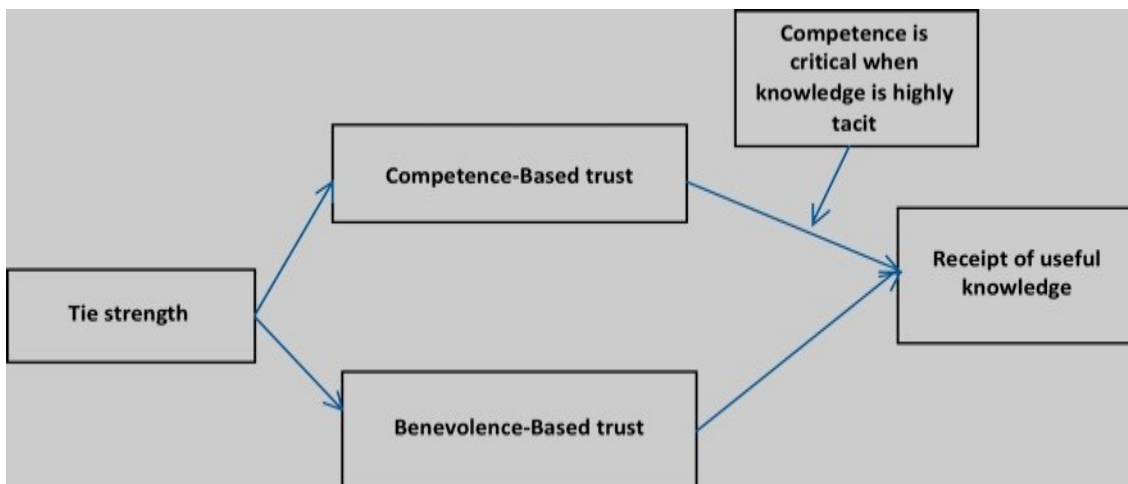 Competence is
critical when
knowledge is highly
tacit
Competence-Based trust
Receipt of useful
knowledge
Tie strength
Benevolence-Based trust